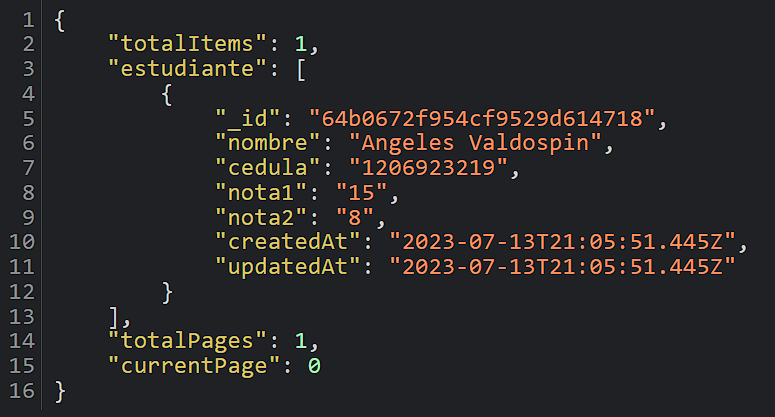 1 {
2     "totalItems": 1,
3     "estudiante": [
4         {
5             "_id": "64b0672f954cf9529d614718",
6             "nombre": "Angeles Valdospin",
7             "cedula": "1206923219",
8             "nota1": "15",
9             "nota2": "8",
10             "createdAt": "2023-07-13T21:05:51.445Z",
11             "updatedAt": "2023-07-13T21:05:51.445Z"
12         }
13     ],
14     "totalPages": 1,
15     "currentPage": 0
16 }